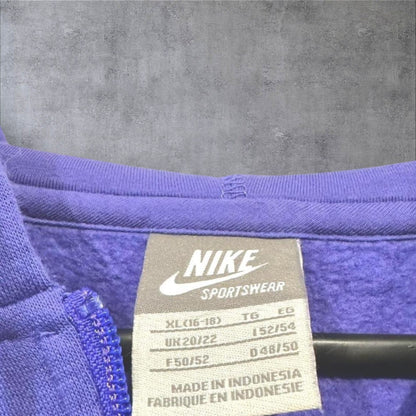 NIKE
SPORTSWEAR
XL(16-18) TG EG
UK20/22 I52/54
F50/52 D48/50
MADE IN INDONESIA
FABRIQUE EN INDONESIE